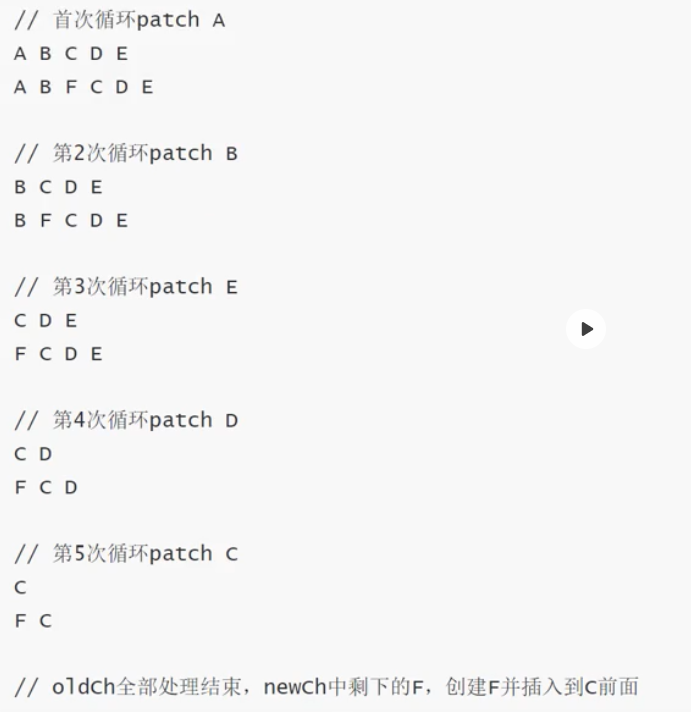 // 首次循环patch A
A B C D E
A B F C D E
// 第2次循环patch B
B C D E
B F C D E
// 第3次循环patch E
C D E
F C D E
// 第4次循环patch D
C D
F C D
// 第5次循环patch C
C
F C
// oldCh全部处理结束，newCh中剩下的F，创建F并插入到C前面